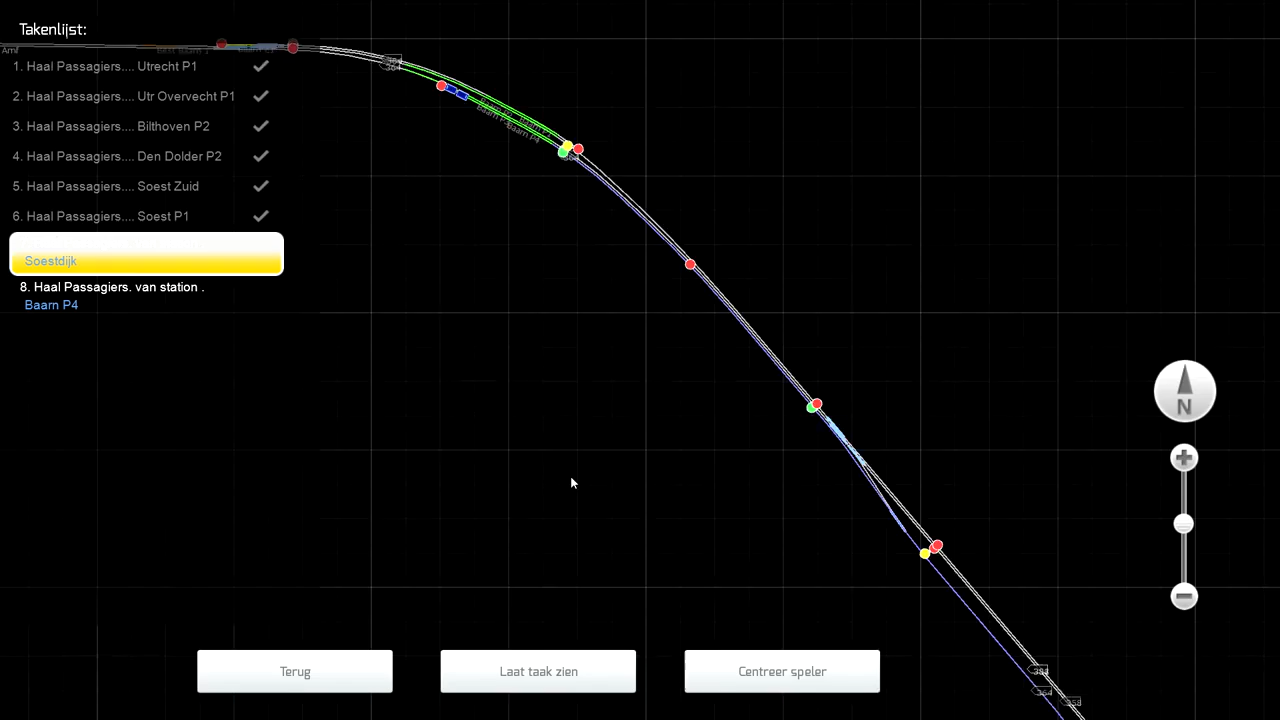 Takenlijst:
1. Haal Passagiers.... Utrecht P1
2. Haal Passagiers.... Utr Overvecht P1
3. Haal Passagiers.... Bilthoven P2
4. Haal Passagiers.... Den Dolder P2
5. Haal Passagiers.... Soest Zuid
6. Haal Passagiers.... Soest P1
Soestdijk
8. Haal Passagiers. van station .
Baarn P4
Baarn P4
N
Terug
Laat taak zien
Centreer speler